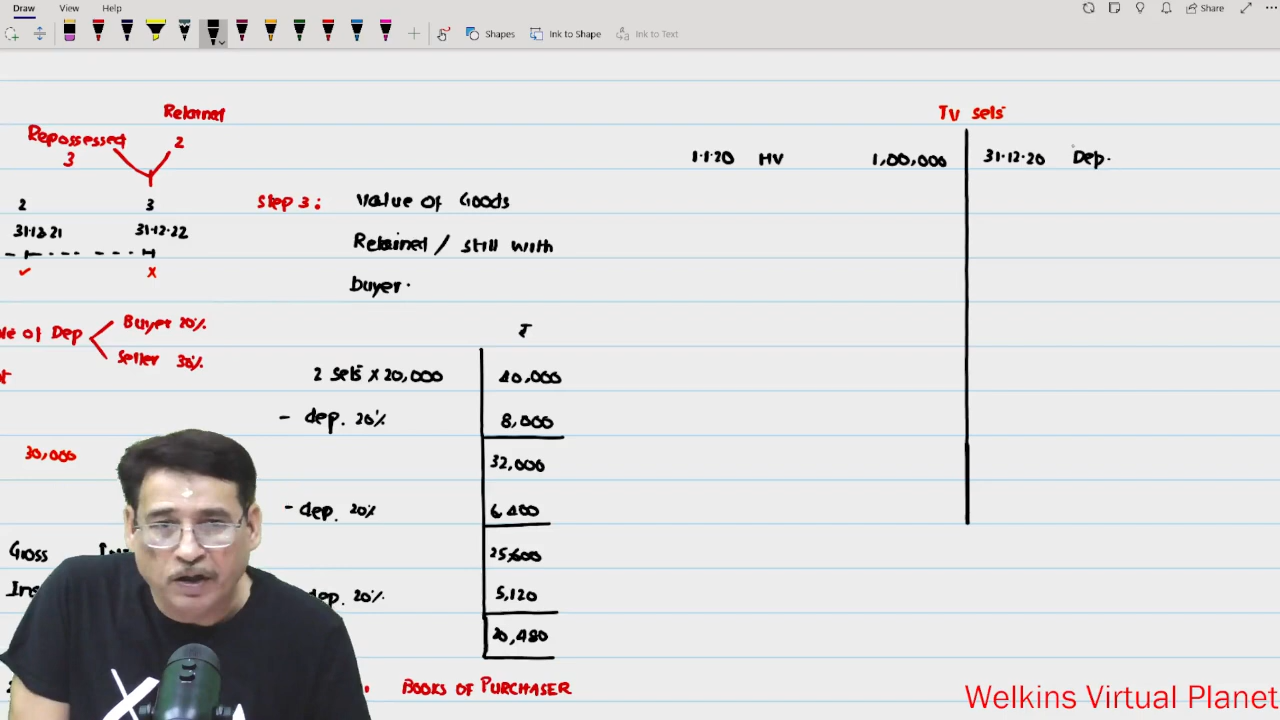 Draw View Help
Share
Shapes Ink to Shape Ink to Text
Retained
Repossessed 2
3
2 3
31.12.21 31.12.22
✓ x
Step 3: Value of Goods
Retained / still with
buyer.
of Dep Buyer 20%
Seller 30%
₹
2 sets x 20,000 40,000
- dep. 20% 8,000
32,000
30,000
- dep. 20% 6,400
Gross 25,600
dep. 20% 5,120
20,480
BOOKS OF PURCHASER
TV sets
1.1.20 HV 1,00,000 31.12.20 Dep.
Welkins Virtual Planet